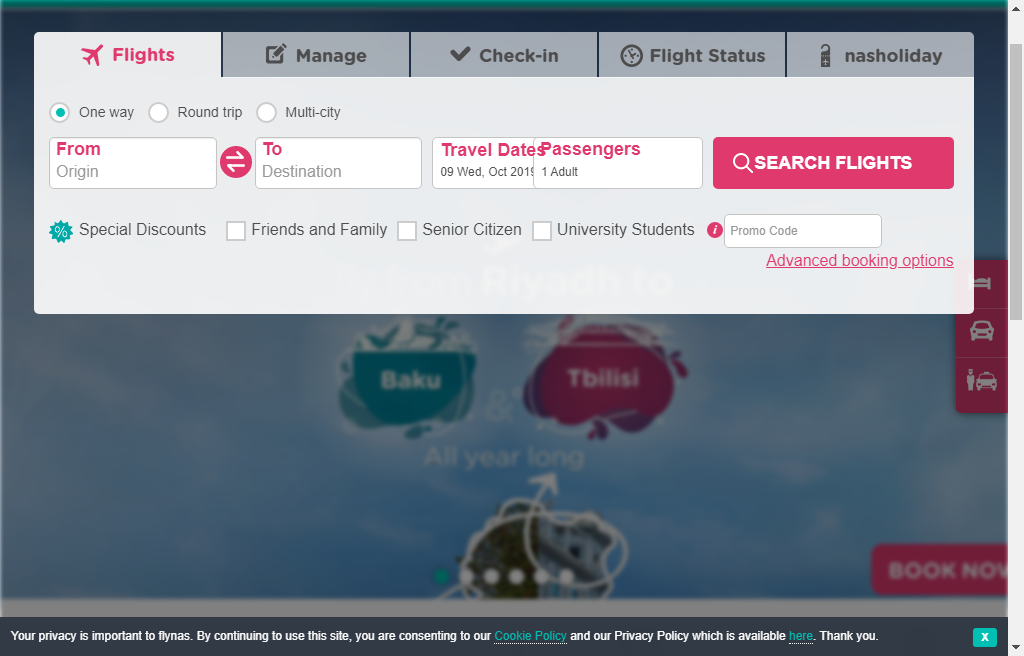 Flights
Manage
Check-in
Flight Status
nasholiday
One way
Round trip
Multi-city
From
To
Travel Dates
Passengers
Origin
Destination
09 Wed, Oct 2019
1 Adult
SEARCH FLIGHTS
% Special Discounts
Friends and Family
Senior Citizen
University Students
i
Promo Code
Advanced booking options
from Riyadh to
Baku
&
Tbilisi
All year long
BOOK NOW
Your privacy is important to flynas. By continuing to use this site, you are consenting to our Cookie Policy and our Privacy Policy which is available here. Thank you.
X